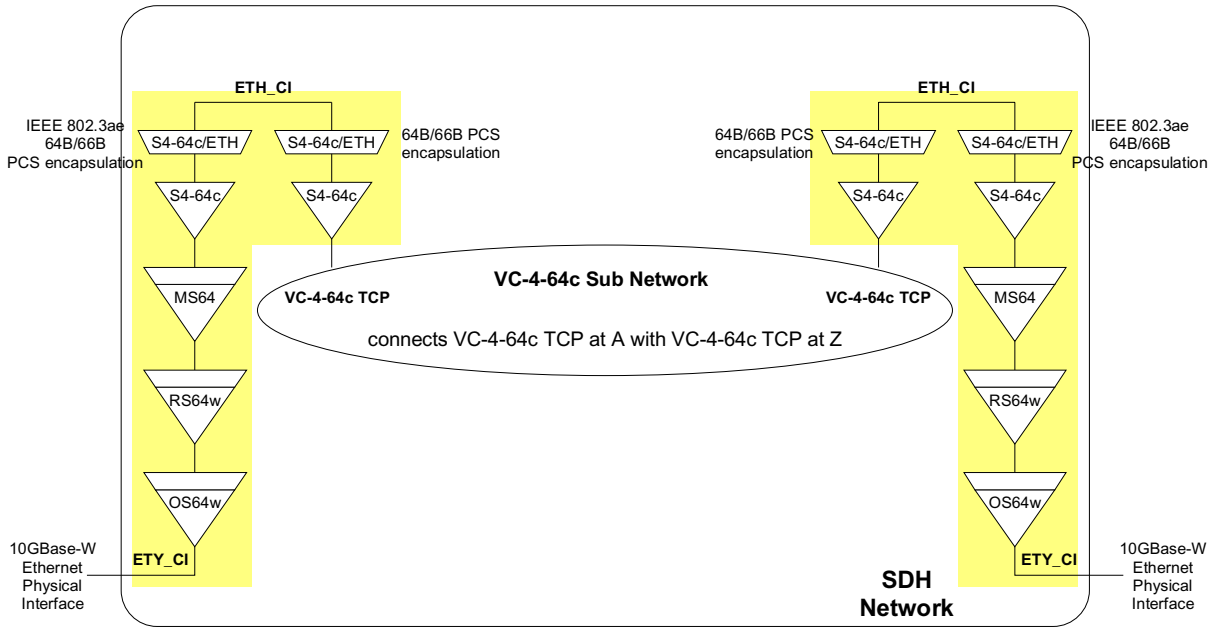 ETH_CI
ETH_CI
IEEE 802.3ae
64B/66B
PCS encapsulation
S4-64c/ETH
S4-64c/ETH
64B/66B PCS
encapsulation
64B/66B PCS
encapsulation
S4-64c/ETH
S4-64c/ETH
IEEE 802.3ae
64B/66B
PCS encapsulation
S4-64c
S4-64c
S4-64c
S4-64c
MS64
VC-4-64c TCP
VC-4-64c Sub Network
VC-4-64c TCP
MS64
connects VC-4-64c TCP at A with VC-4-64c TCP at Z
RS64w
RS64w
OS64w
OS64w
10GBase-W
Ethernet
Physical
Interface
ETY_CI
ETY_CI
10GBase-W
Ethernet
Physical
Interface
SDH
Network